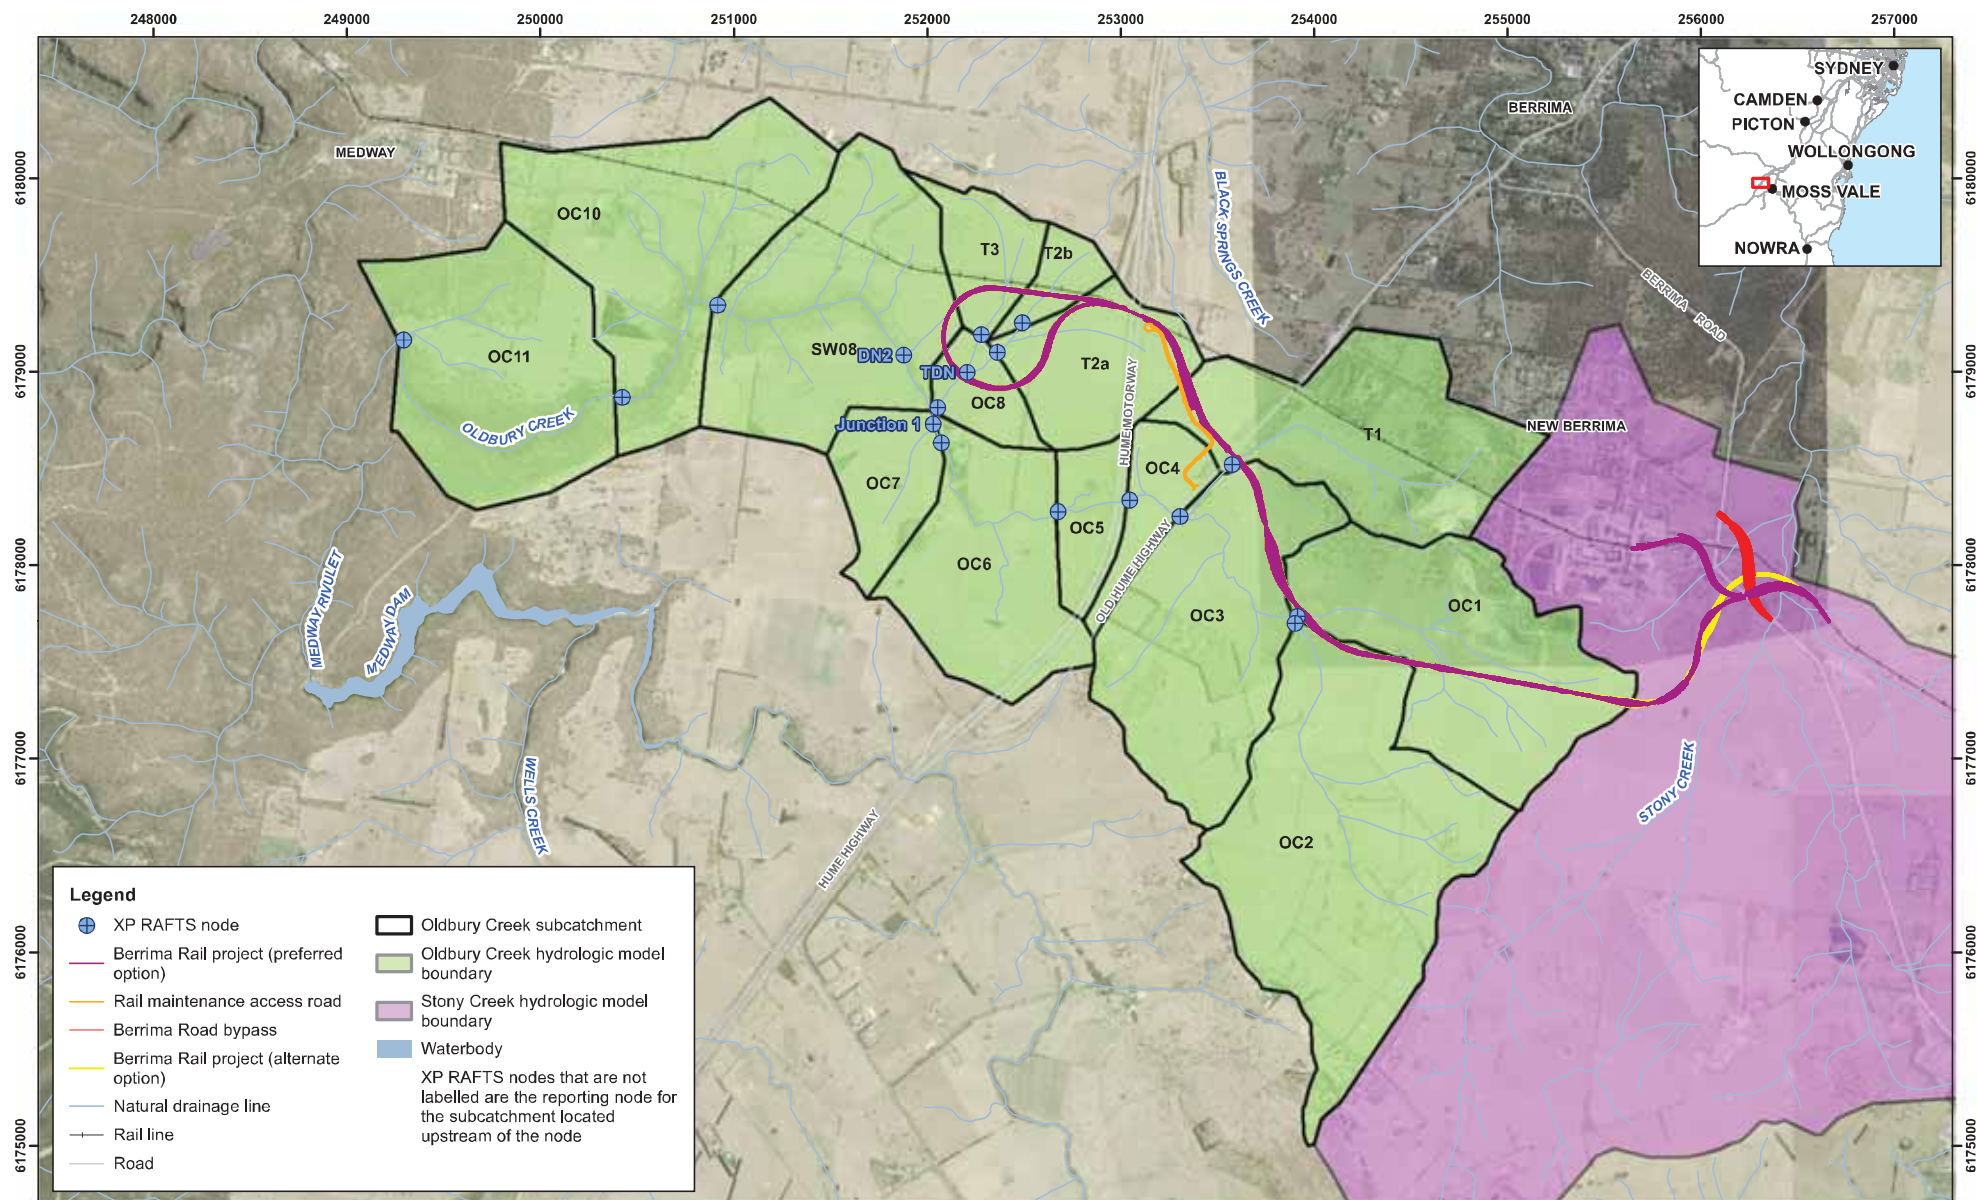 248000 249000 250000 251000 252000 253000 254000 255000 256000 257000
6180000
6179000
6178000
6177000
6176000
6175000
6180000
6179000
6178000
6177000
6176000
6175000
SYDNEY
CAMDEN
PICTON
WOLLONGONG
MOSS VALE
NOWRA
BERRIMA
MEDWAY
BLACK SPRINGS CREEK
BERRIMA ROAD
OC10
T3
T2b
OC11
SW08
DN2
TDN
T2a
OC8
HUME MOTORWAY
OLDBURY CREEK
Junction 1
T1
NEW BERRIMA
OC7
OC4
OC5
OC6
OLD HUME HIGHWAY
OC3
OC1
MEDWAY RIVULET
MEDWAY DAM
WELLS CREEK
HUME HIGHWAY
STONY CREEK
OC2
Legend
XP RAFTS node
Berrima Rail project (preferred
option)
Rail maintenance access road
Berrima Road bypass
Berrima Rail project (alternate
option)
Natural drainage line
Rail line
Road
Oldbury Creek subcatchment
Oldbury Creek hydrologic model
boundary
Stony Creek hydrologic model
boundary
Waterbody
XP RAFTS nodes that are not
labelled are the reporting node for
the subcatchment located
upstream of the node